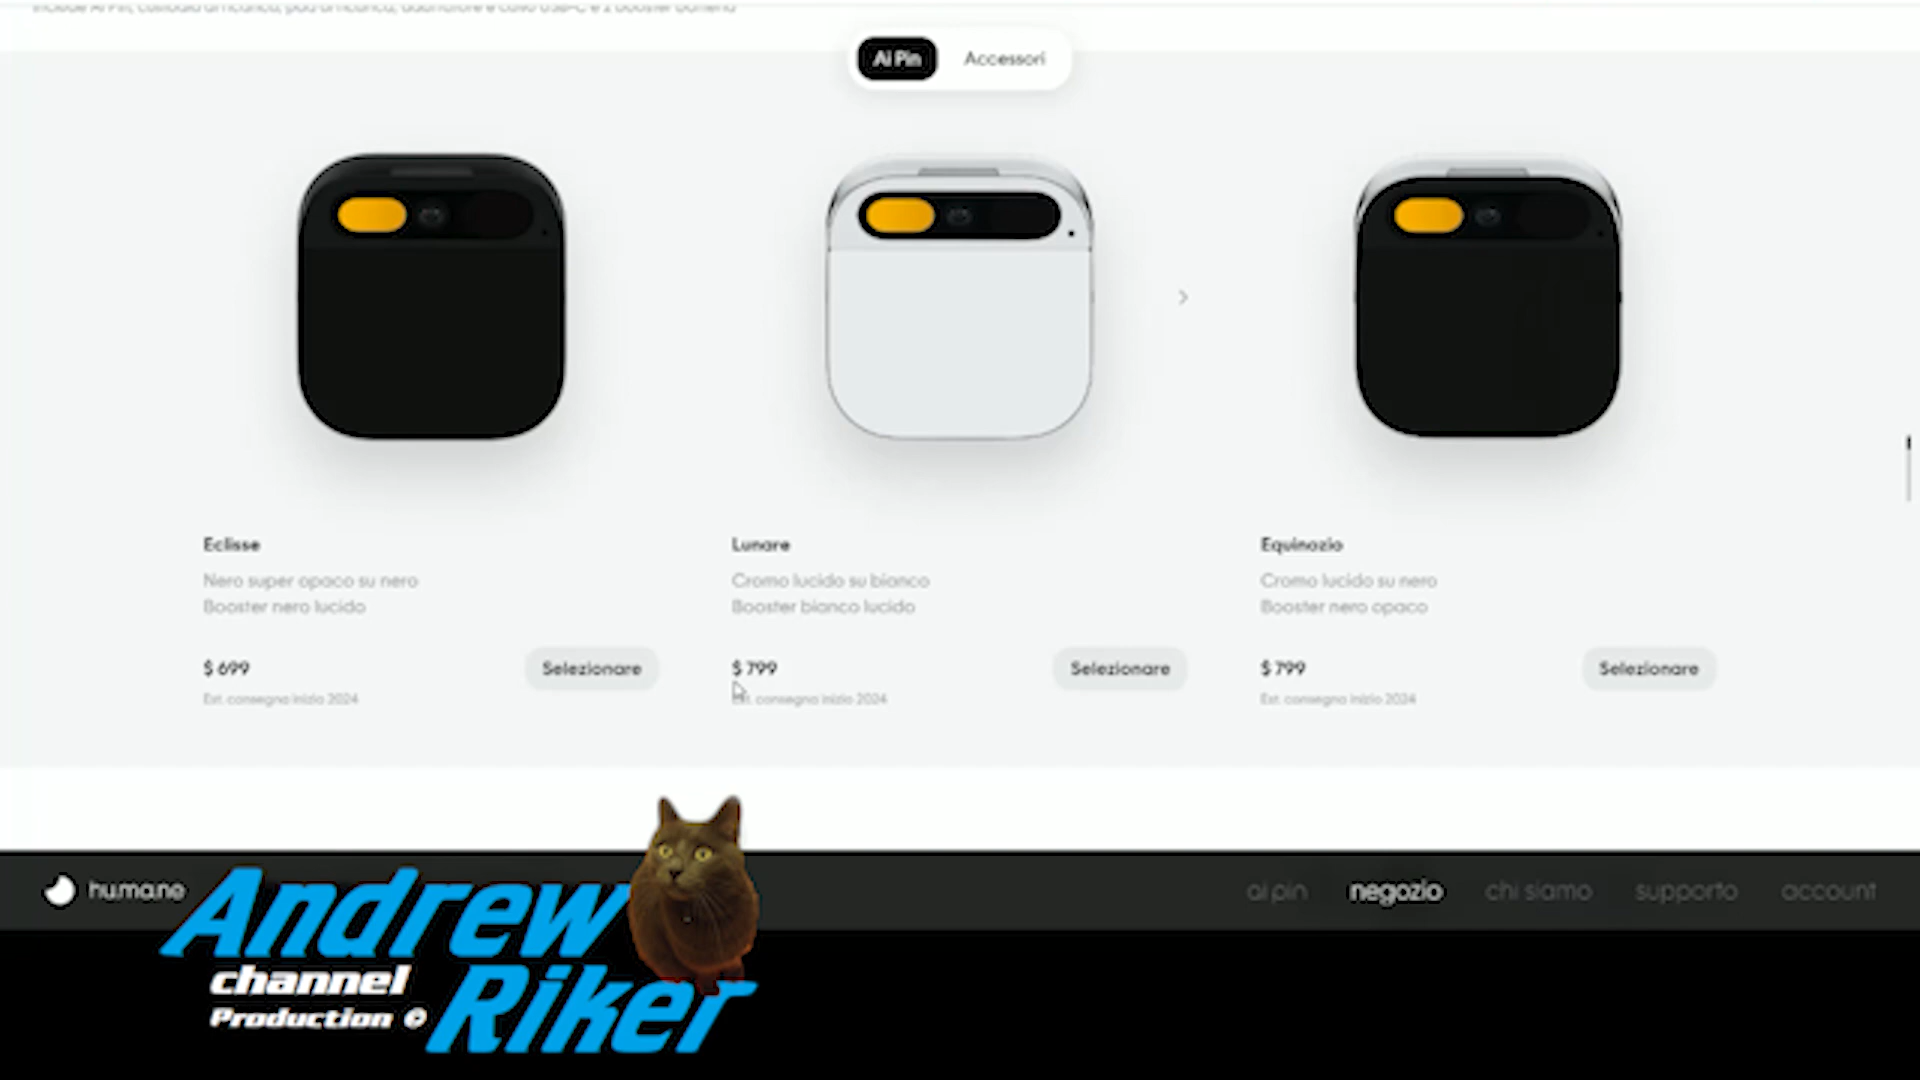 Ai Pin
Accessori
Eclisse
Nero super opaco su nero
Booster nero lucido
$ 699
Selezionare
Est. consegna inizio 2024
Lunare
Cromo lucido su bianco
Booster bianco lucido
$ 799
Selezionare
Est. consegna inizio 2024
Equinozio
Cromo lucido su nero
Booster nero opaco
$ 799
Selezionare
Est. consegna inizio 2024
humane
ai pin negozio chi siamo supporto account
Andrew
channel
Riker
Production ©